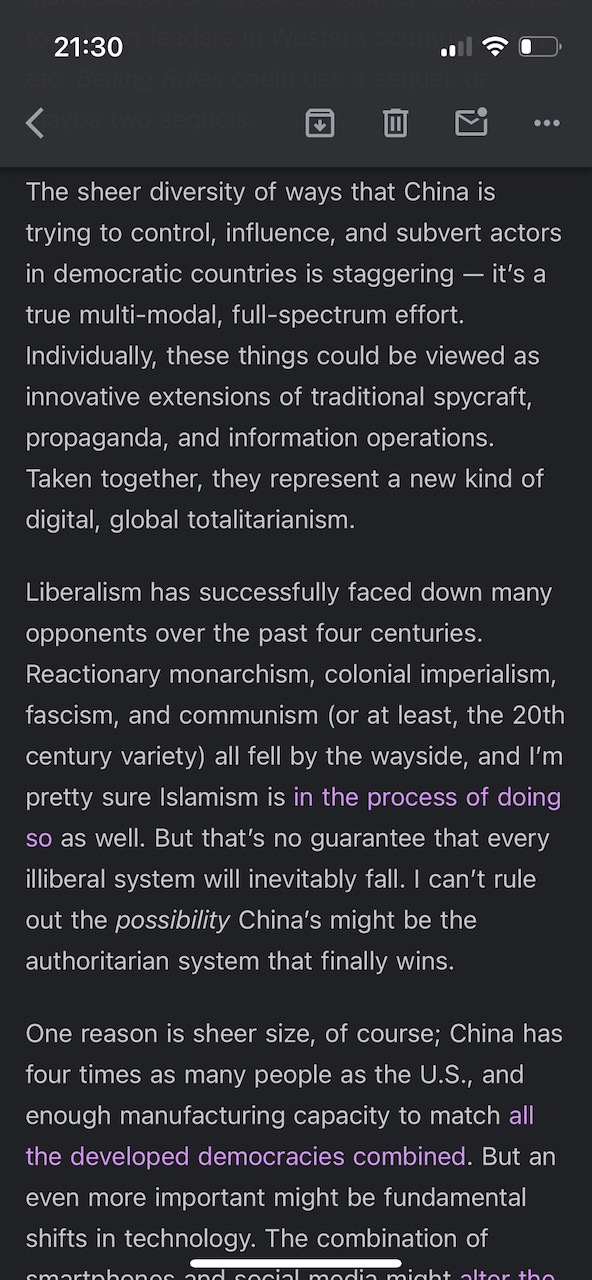 21:30
to            leaders in Western
etc. Beijing Rules could use a sequel, or
maybe two sequels.
The sheer diversity of ways that China is
trying to control, influence, and subvert actors
in democratic countries is staggering — it’s a
true multi-modal, full-spectrum effort.
Individually, these things could be viewed as
innovative extensions of traditional spycraft,
propaganda, and information operations.
Taken together, they represent a new kind of
digital, global totalitarianism.
Liberalism has successfully faced down many
opponents over the past four centuries.
Reactionary monarchism, colonial imperialism,
fascism, and communism (or at least, the 20th
century variety) all fell by the wayside, and I’m
pretty sure Islamism is in the process of doing
so as well. But that’s no guarantee that every
illiberal system will inevitably fall. I can’t rule
out the possibility China’s might be the
authoritarian system that finally wins.
One reason is sheer size, of course; China has
four times as many people as the U.S., and
enough manufacturing capacity to match all
the developed democracies combined. But an
even more important might be fundamental
shifts in technology. The combination of
smartphones and social media might alter the